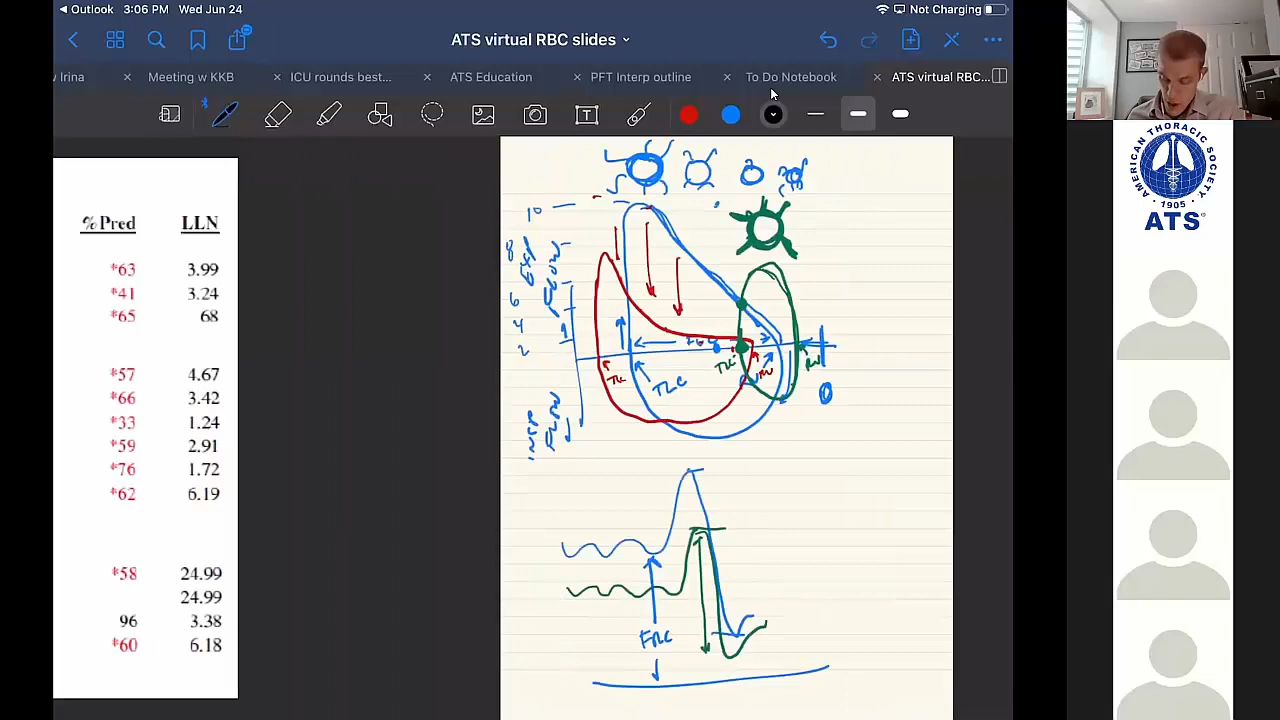 Outlook 3:06 PM Wed Jun 24
Not Charging
ATS virtual RBC slides
Irina
Meeting w KKB
ICU rounds best...
ATS Education
PFT Interp outline
To Do Notebook
ATS virtual RBC...
T
%Pred LLN
*63 3.99
*41 3.24
*65 68
*57 4.67
*66 3.42
*33 1.24
*59 2.91
*76 1.72
*62 6.19
*58 24.99
24.99
96 3.38
*60 6.18
10
8
6
4
2
TLC
TLC
TLC
RV
RV
0
FRC
AMERICAN THORACIC SOCIETY
1905
ATS